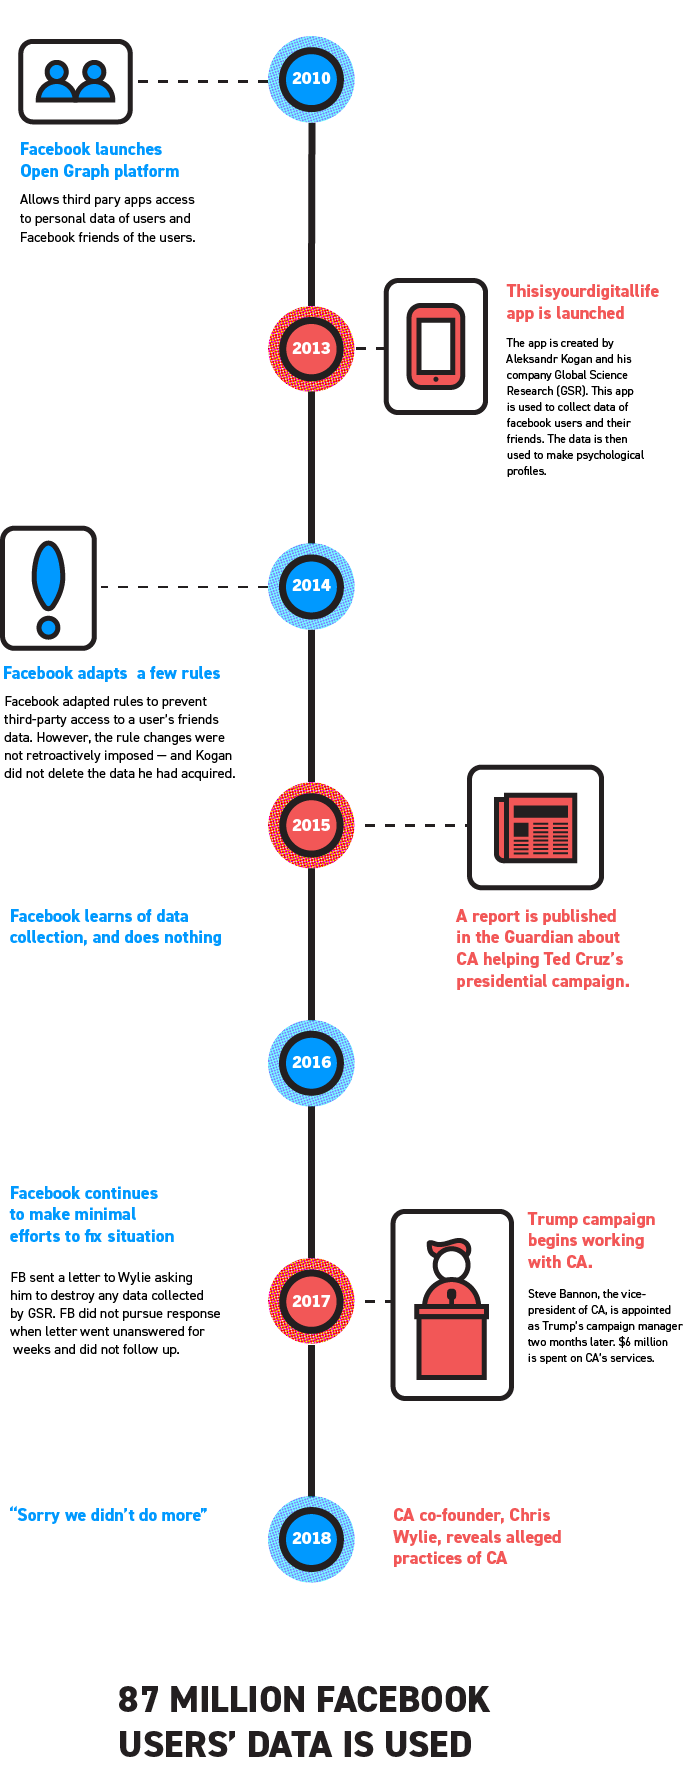 2010
Facebook launches
Open Graph platform
Allows third pary apps access
to personal data of users and
Facebook friends of the users.
2013
Thisisyourdigitallife
app is launched
The app is created by
Aleksandr Kogan and his
company Global Science
Research (GSR). This app
is used to collect data of
facebook users and their
friends. The data is then
used to make psychological
profiles.
2014
Facebook adapts  a few rules
Facebook adapted rules to prevent
third-party access to a user's friends
data. However, the rule changes were
not retroactively imposed — and Kogan
did not delete the data he had acquired.
2015
Facebook learns of data
collection, and does nothing
A report is published
in the Guardian about
CA helping Ted Cruz's
presidential campaign.
2016
Facebook continues
to make minimal
efforts to fix situation
FB sent a letter to Wylie asking
him to destroy any data collected
by GSR. FB did not pursue response
when letter went unanswered for
weeks and did not follow up.
2017
Trump campaign
begins working
with CA.
Steve Bannon, the vice-
president of CA, is appointed
as Trump's campaign manager
two months later. $6 million
is spent on CA's services.
"Sorry we didn't do more"
2018
CA co-founder, Chris
Wylie, reveals alleged
practices of CA
87 MILLION FACEBOOK
USERS' DATA IS USED